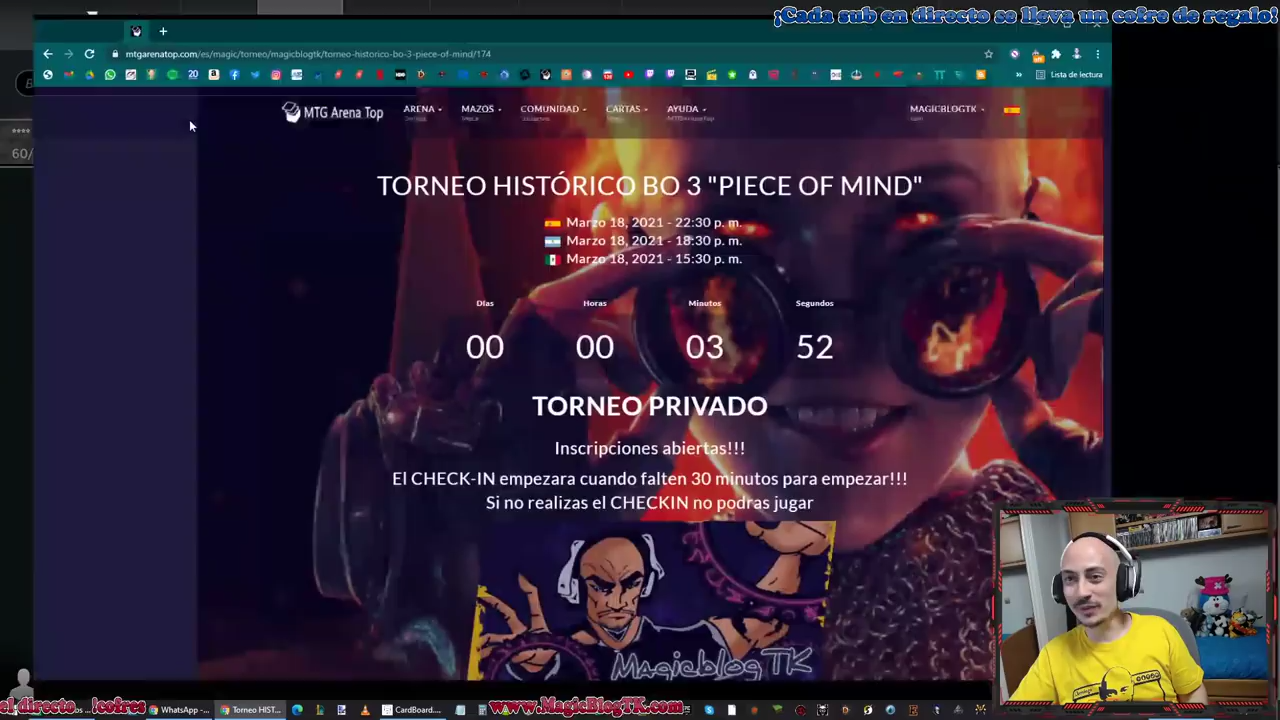 ¡Cada sub en directo se lleva un cofre de regalo!
mtgarenatop.com/es/magic/torneo/magicblogtk/torneo-historico-bo-3-piece-of-mind/174
20
»
Lista de lectura
MTG Arena Top
ARENA
MAZOS
COMUNIDAD
CARTAS
AYUDA
MAGICBLOGTK
60/
TORNEO HISTÓRICO BO 3 "PIECE OF MIND"
Marzo 18, 2021 - 22:30 p. m.
Marzo 18, 2021 - 18:30 p. m.
Marzo 18, 2021 - 15:30 p. m.
Días Horas Minutos Segundos
00 00 03 52
TORNEO PRIVADO
Inscripciones abiertas!!!
El CHECK-IN empezara cuando falten 30 minutos para empezar!!!
Si no realizas el CHECKIN no podras jugar
MagicblogTK
el directo - !cofres
WhatsApp -...
Torneo HIST...
CardBoard...
www.MagicBlogTK.com